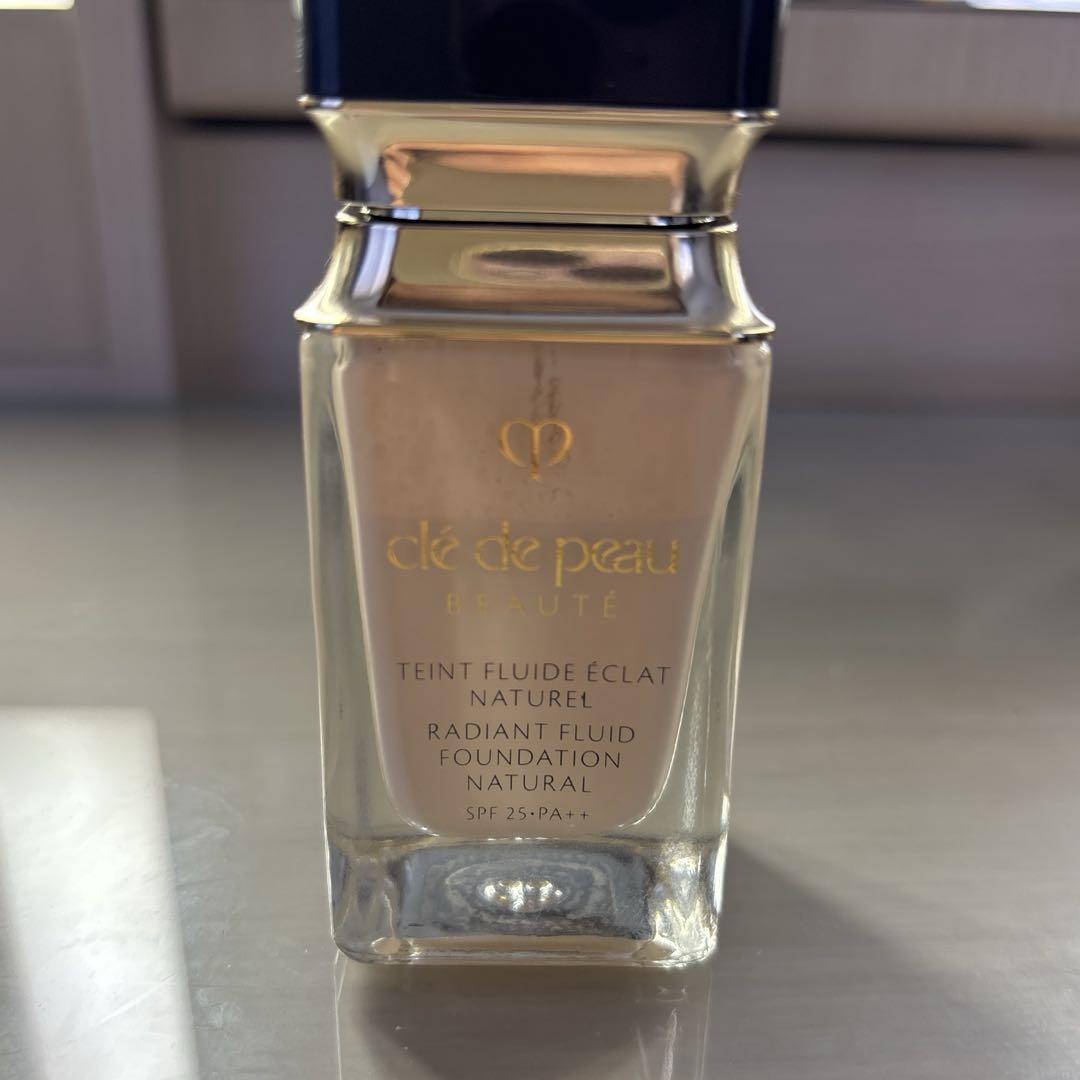 clé de peau
BEAUTÉ
TEINT FLUIDE ÉCLAT
NATUREL
RADIANT FLUID
FOUNDATION
NATURAL
SPF 25•PA++